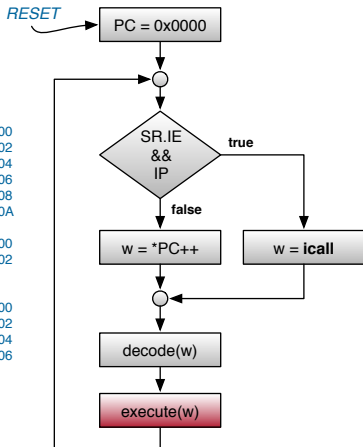 RESET
PC = 0x0000
SR.IE
&&
IP
true
false
00
02
04
06
08
0A
00
02
w = *PC++
w = icall
00
02
04
06
decode(w)
execute(w)